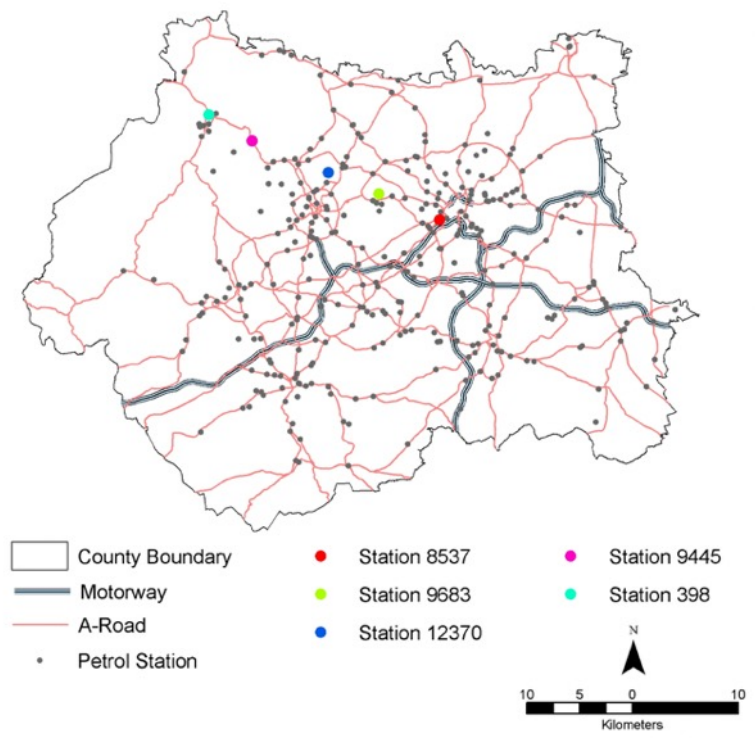 County Boundary
Motorway
A-Road
Petrol Station
Station 8537
Station 9683
Station 12370
Station 9445
Station 398
N
10 5 0 10
Kilometers